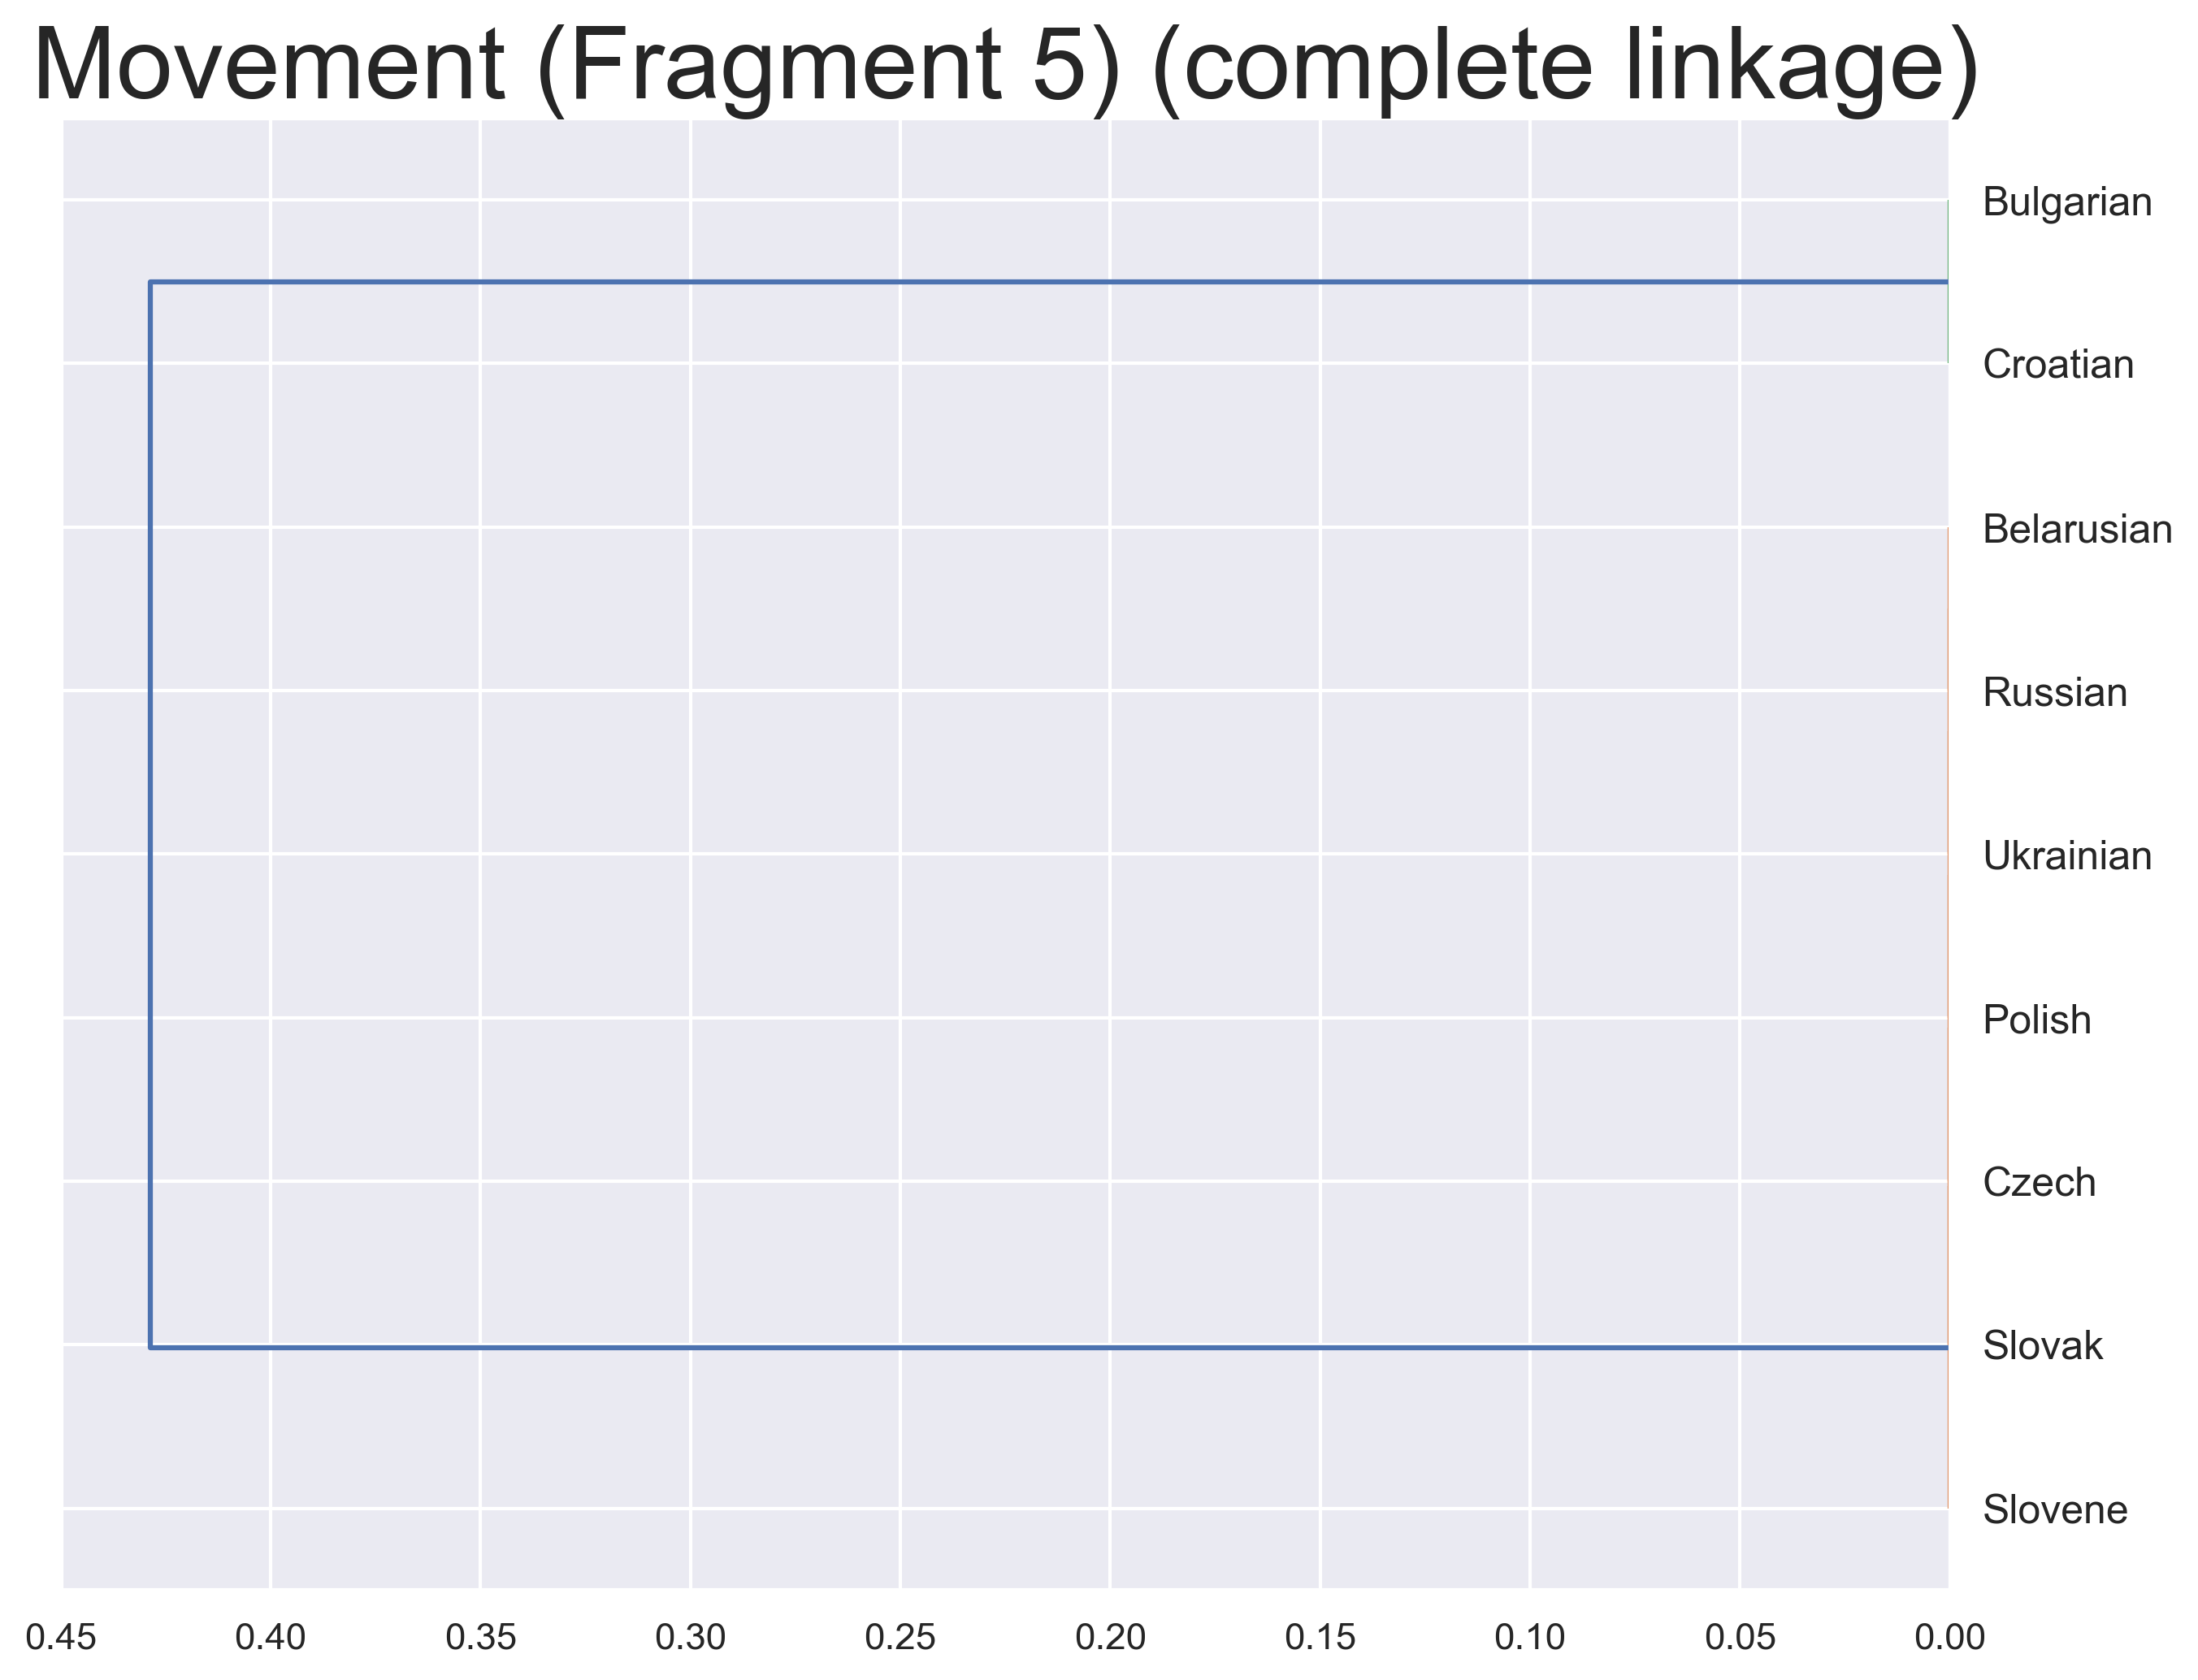 Movement (Fragment 5) (complete linkage)
Bulgarian
Croatian
Belarusian
Russian
Ukrainian
Polish
Czech
Slovak
Slovene
0.45 0.40 0.35 0.30 0.25 0.20 0.15 0.10 0.05 0.00